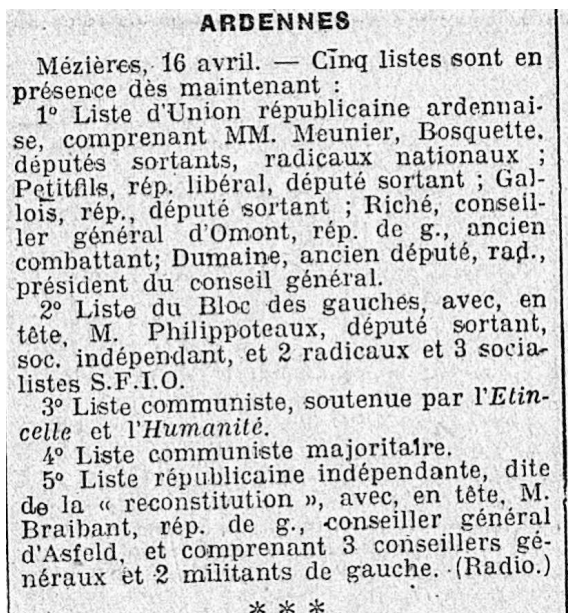 ARDENNES
Mézières, 16 avril. — Cinq listes sont en
présence dès maintenant :
1º Liste d'Union républicaine ardennai-
se, comprenant MM. Meunier, Bosquette,
députés sortants, radicaux nationaux ;
Petitfils, rép. libéral, député sortant ; Gal-
lois, rép., député sortant ; Riché, conseil-
ler général d'Omont, rép. de g., ancien
combattant; Dumaine, ancien député, rad.,
président du conseil général.
2º Liste du Bloc des gauches, avec, en
tête, M. Philippoteaux, député sortant,
soc. indépendant, et 2 radicaux et 3 socia-
listes S.F.I.O.
3º Liste communiste, soutenue par l'Etin-
celle et l'Humanité.
4º Liste communiste majoritaire.
5º Liste républicaine indépendante, dite
de la « reconstitution », avec, en tête, M.
Braibant, rép. de g., conseiller général
d'Asfeld, et comprenant 3 conseillers gé-
néraux et 2 militants de gauche. (Radio.)
* * *